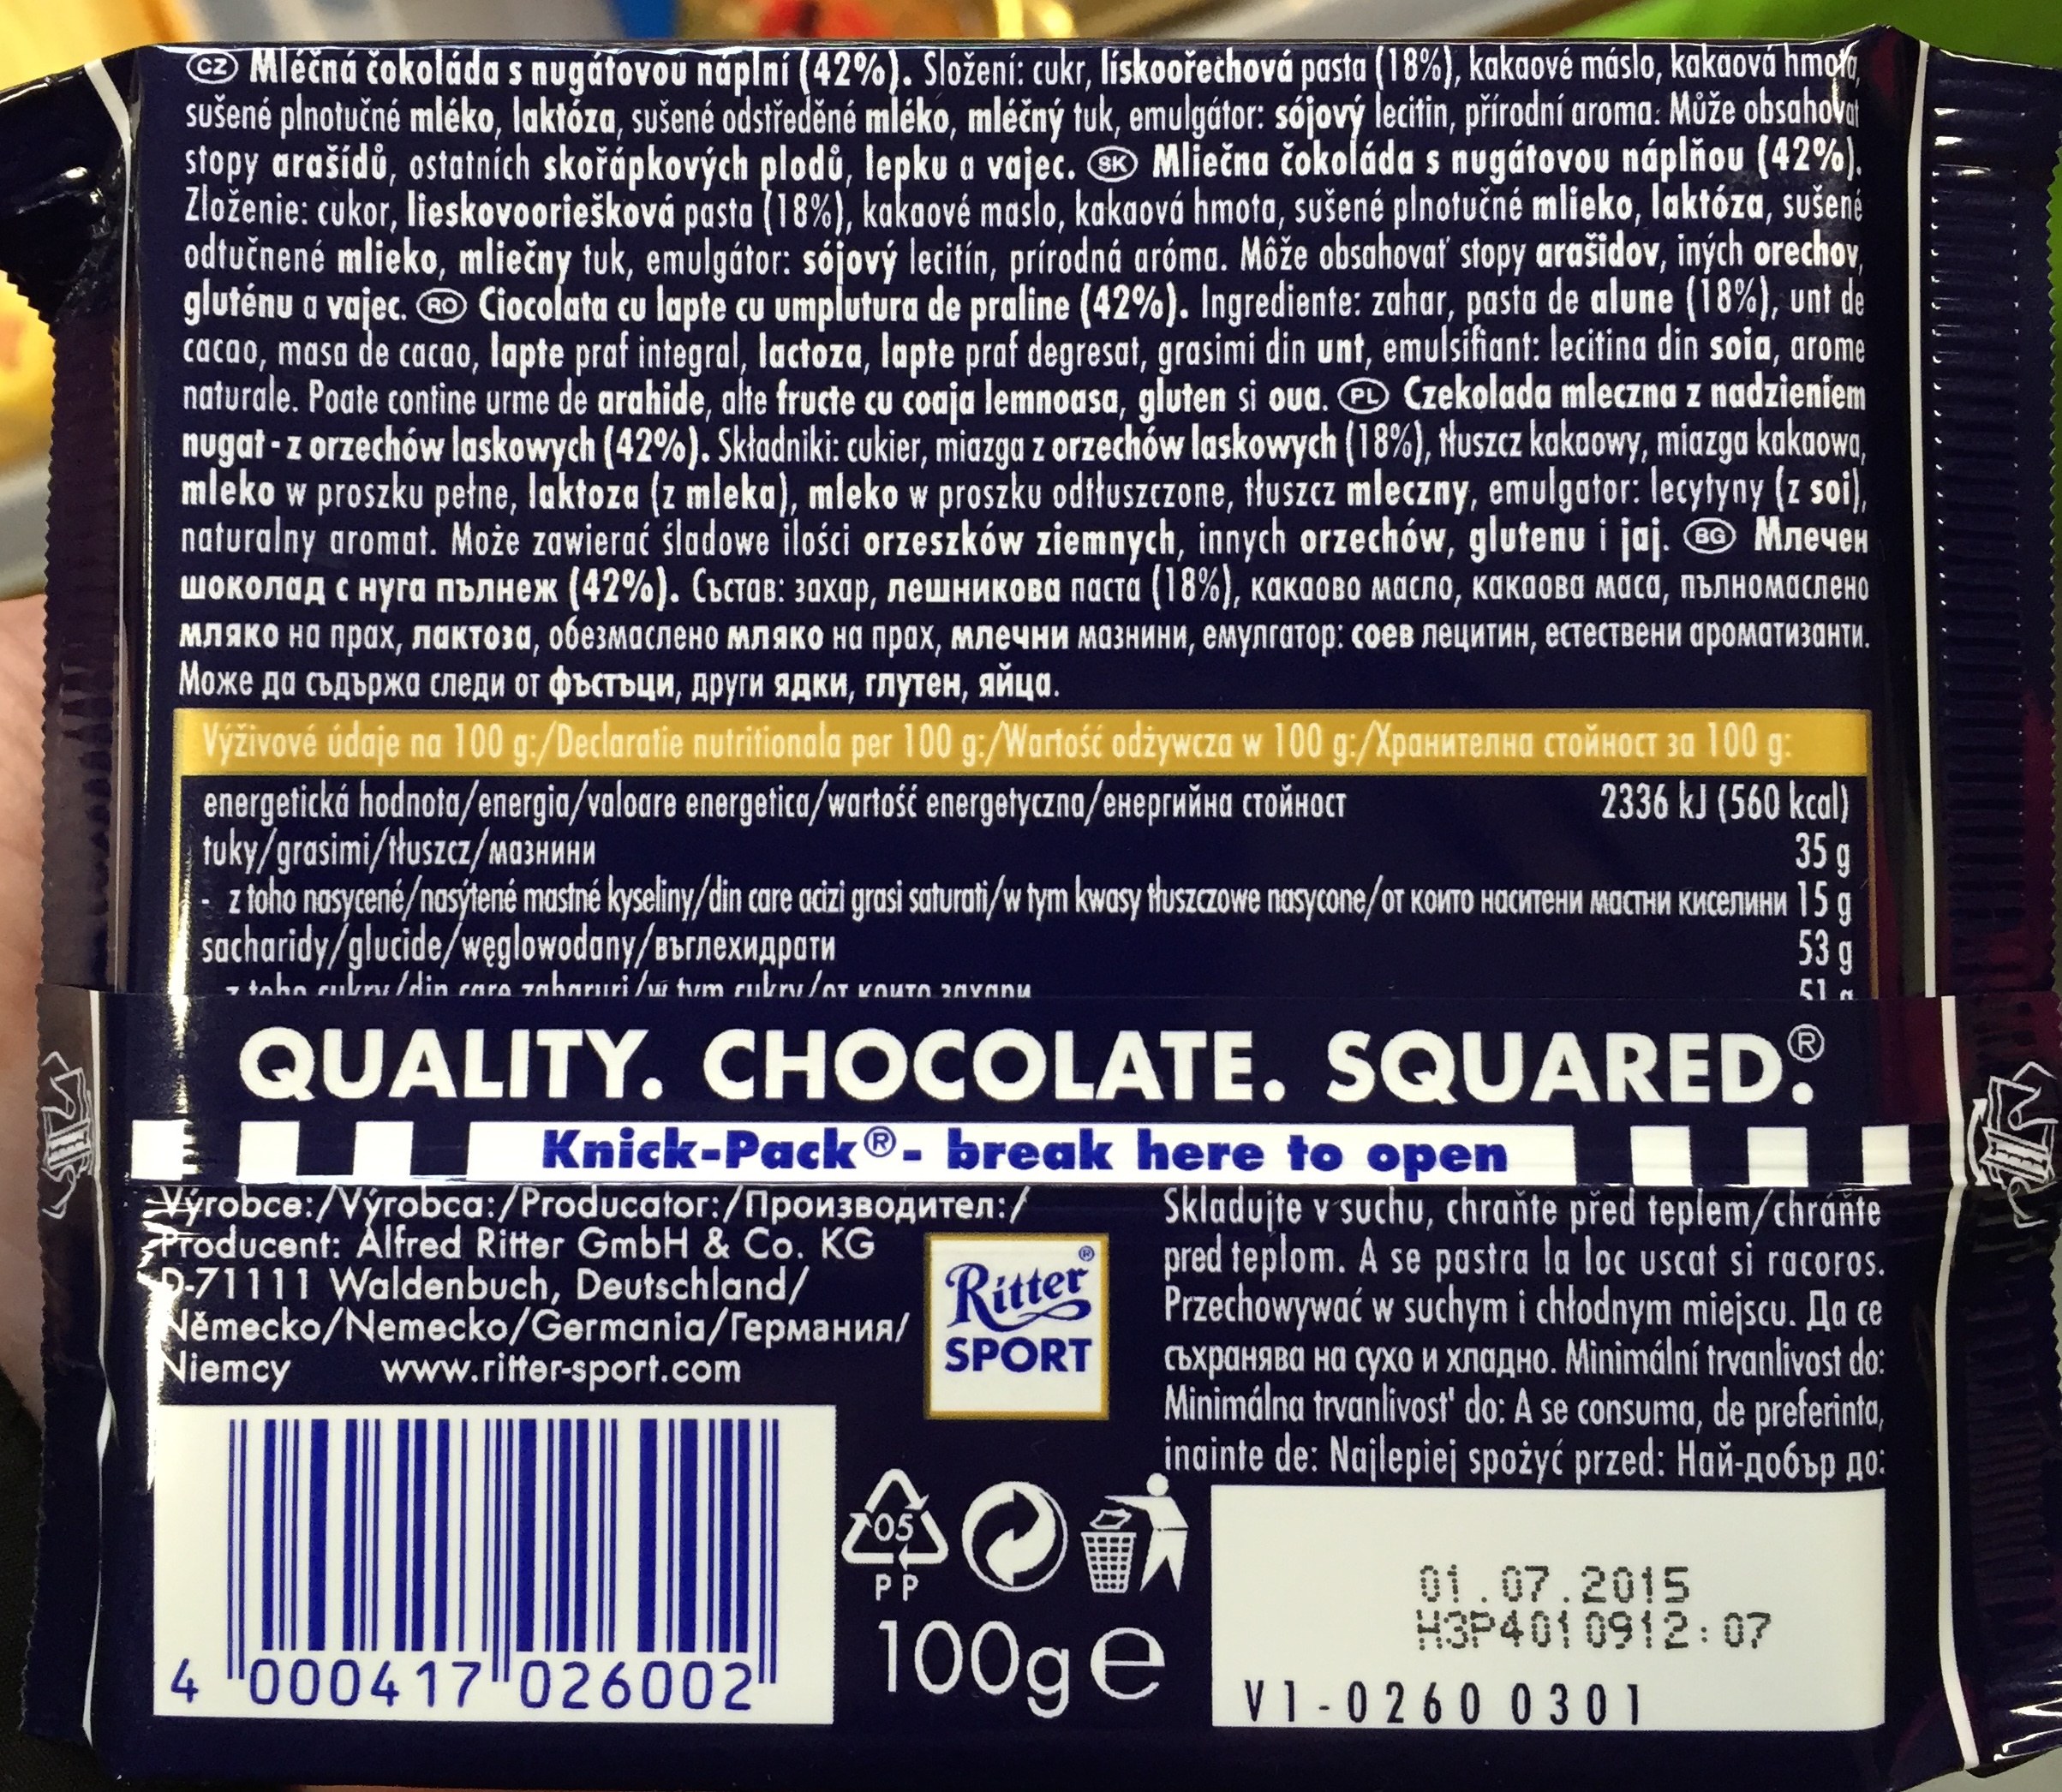 CZ Mléčná čokoláda s nugátovou náplní (42%). Složení: cukr, lískoořechová pasta (18%), kakaové máslo, kakaová hmota,
sušené plnotučné mléko, laktóza, sušené odstředěné mléko, mléčný tuk, emulgátor: sójový lecitin, přírodní aroma. Může obsahovat
stopy arašídů, ostatních skořápkových plodů, lepku a vajec. SK Mliečna čokoláda s nugátovou náplňou (42%).
Zloženie: cukor, lieskovooriešková pasta (18%), kakaové maslo, kakaová hmota, sušené plnotučné mlieko, laktóza, sušené
odtučnené mlieko, mliečny tuk, emulgátor: sójový lecitín, prírodná aróma. Môže obsahovať stopy arašidov, iných orechov,
gluténu a vajec. RO Ciocolata cu lapte cu umplutura de praline (42%). Ingrediente: zahar, pasta de alune (18%), unt de
cacao, masa de cacao, lapte praf integral, lactoza, lapte praf degresat, grasimi din unt, emulsifiant: lecitina din soia, arome
naturale. Poate contine urme de arahide, alte fructe cu coaja lemnoasa, gluten si oua. PL Czekolada mleczna z nadzieniem
nugat - z orzechów laskowych (42%). Składniki: cukier, miazga z orzechów laskowych (18%), tłuszcz kakaowy, miazga kakaowa,
mleko w proszku pełne, laktoza (z mleka), mleko w proszku odtłuszczone, tłuszcz mleczny, emulgator: lecytyny (z soi),
naturalny aromat. Może zawierać śladowe ilości orzeszków ziemnych, innych orzechów, glutenu i jaj. BG Млечен
шоколад с нуга пълнеж (42%). Състав: захар, лешникова паста (18%), какаово масло, какаова маса, пълномаслено
мляко на прах, лактоза, обезмаслено мляко на прах, млечни мазнини, емулгатор: соев лецитин, естествени ароматизанти.
Може да съдържа следи от фъстъци, други ядки, глутен, яйца.
Výživové údaje na 100 g:/Declaratie nutritionala per 100 g:/Wartość odżywcza w 100 g:/Хранителна стойност за 100 g:
energetická hodnota/energia/valoare energetica/wartość energetyczna/енергийна стойност 2336 kJ (560 kcal)
tuky/grasimi/tłuszcz/мазнини 35 g
- z toho nasycené/nasýtené mastné kyseliny/din care acizi grasi saturati/w tym kwasy tłuszczowe nasycone/от които наситени мастни киселини 15 g
sacharidy/glucide/węglowodany/въглехидрати 53 g
- z toho cukry/din care zaharuri/w tym cukry/от които захари 51 g
QUALITY. CHOCOLATE. SQUARED.®
Knick-Pack® - break here to open
Výrobce:/Výrobca:/Producator:/Производител:/
Producent: Alfred Ritter GmbH & Co. KG
D-71111 Waldenbuch, Deutschland/
Německo/Nemecko/Germania/Германия/
Niemcy www.ritter-sport.com
Ritter®
SPORT
Skladujte v suchu, chraňte před teplem/chráňte
pred teplom. A se pastra la loc uscat si racoros.
Przechowywać w suchym i chłodnym miejscu. Да се
съхранява на сухо и хладно. Minimální trvanlivost do:
Minimálna trvanlivost' do: A se consuma, de preferinta,
inainte de: Najlepiej spożyć przed: Най-добър до:
05
PP
100g e
4 000417 026002
01.07.2015
H3P4010912:07
V1-0260 0301